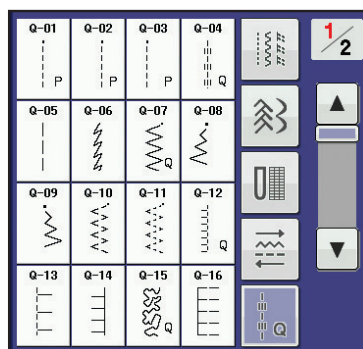 Q-01 Q-02 Q-03 Q-04 1/2
P P P Q
Q-05 Q-06 Q-07 Q-08
Q
Q-09 Q-10 Q-11 Q-12
Q
Q-13 Q-14 Q-15 Q-16
Q Q